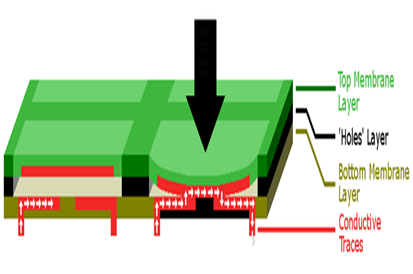 Top Membrane
Layer
'Holes' Layer
Bottom Membrane
Layer
Conductive
Traces